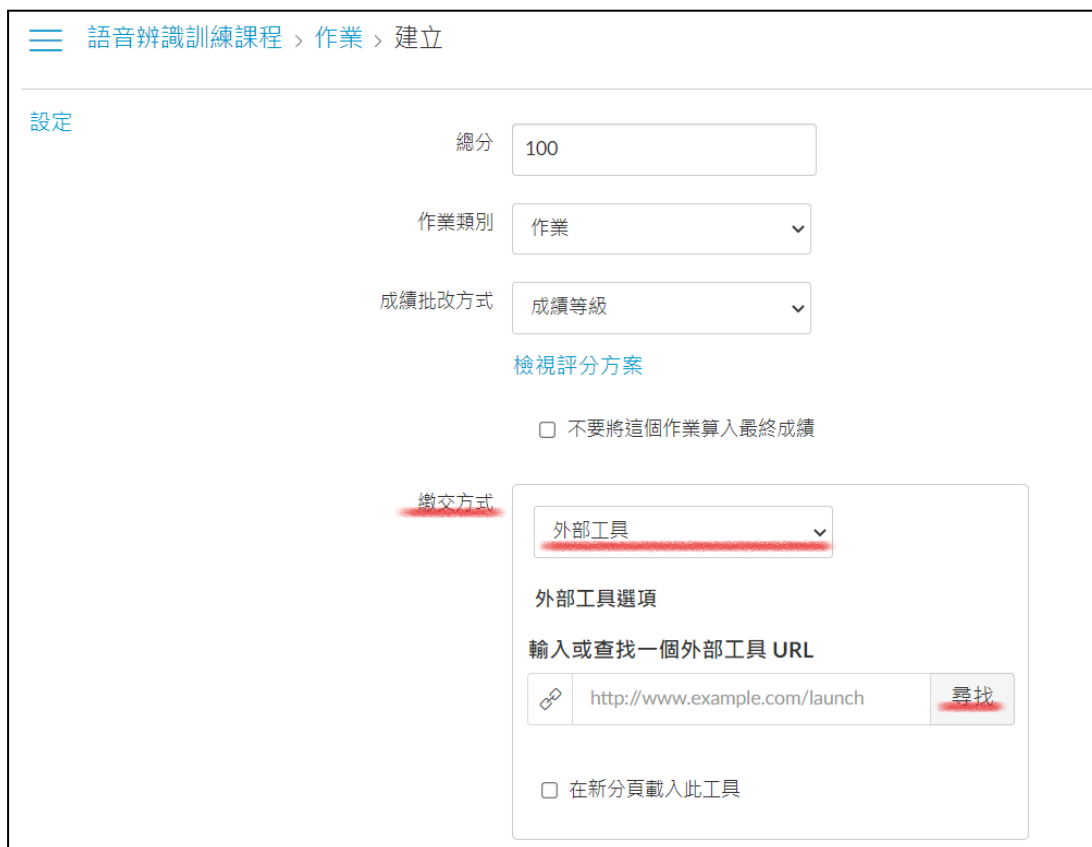 語音辨識訓練課程 > 作業 > 建立
設定
總分 100
作業類別 作業
成績批改方式 成績等級
檢視評分方案
不要將這個作業算入最終成績
繳交方式 外部工具
外部工具選項
輸入或查找一個外部工具 URL
http://www.example.com/launch 尋找
在新分頁載入此工具